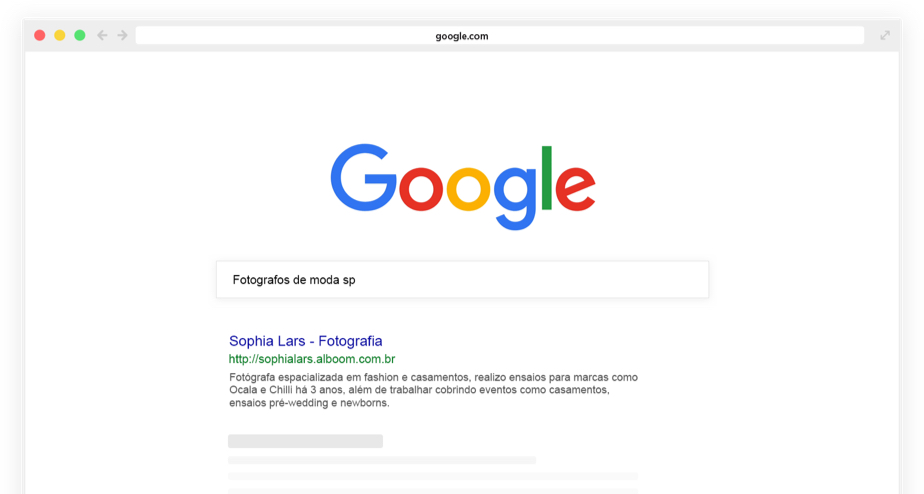 google.com
Google
Fotografos de moda sp
Sophia Lars - Fotografia
http://sophialars.alboom.com.br
Fotógrafa espacializada em fashion e casamentos, realizo ensaios para marcas como
Ocala e Chilli há 3 anos, além de trabalhar cobrindo eventos como casamentos,
ensaios pré-wedding e newborns.